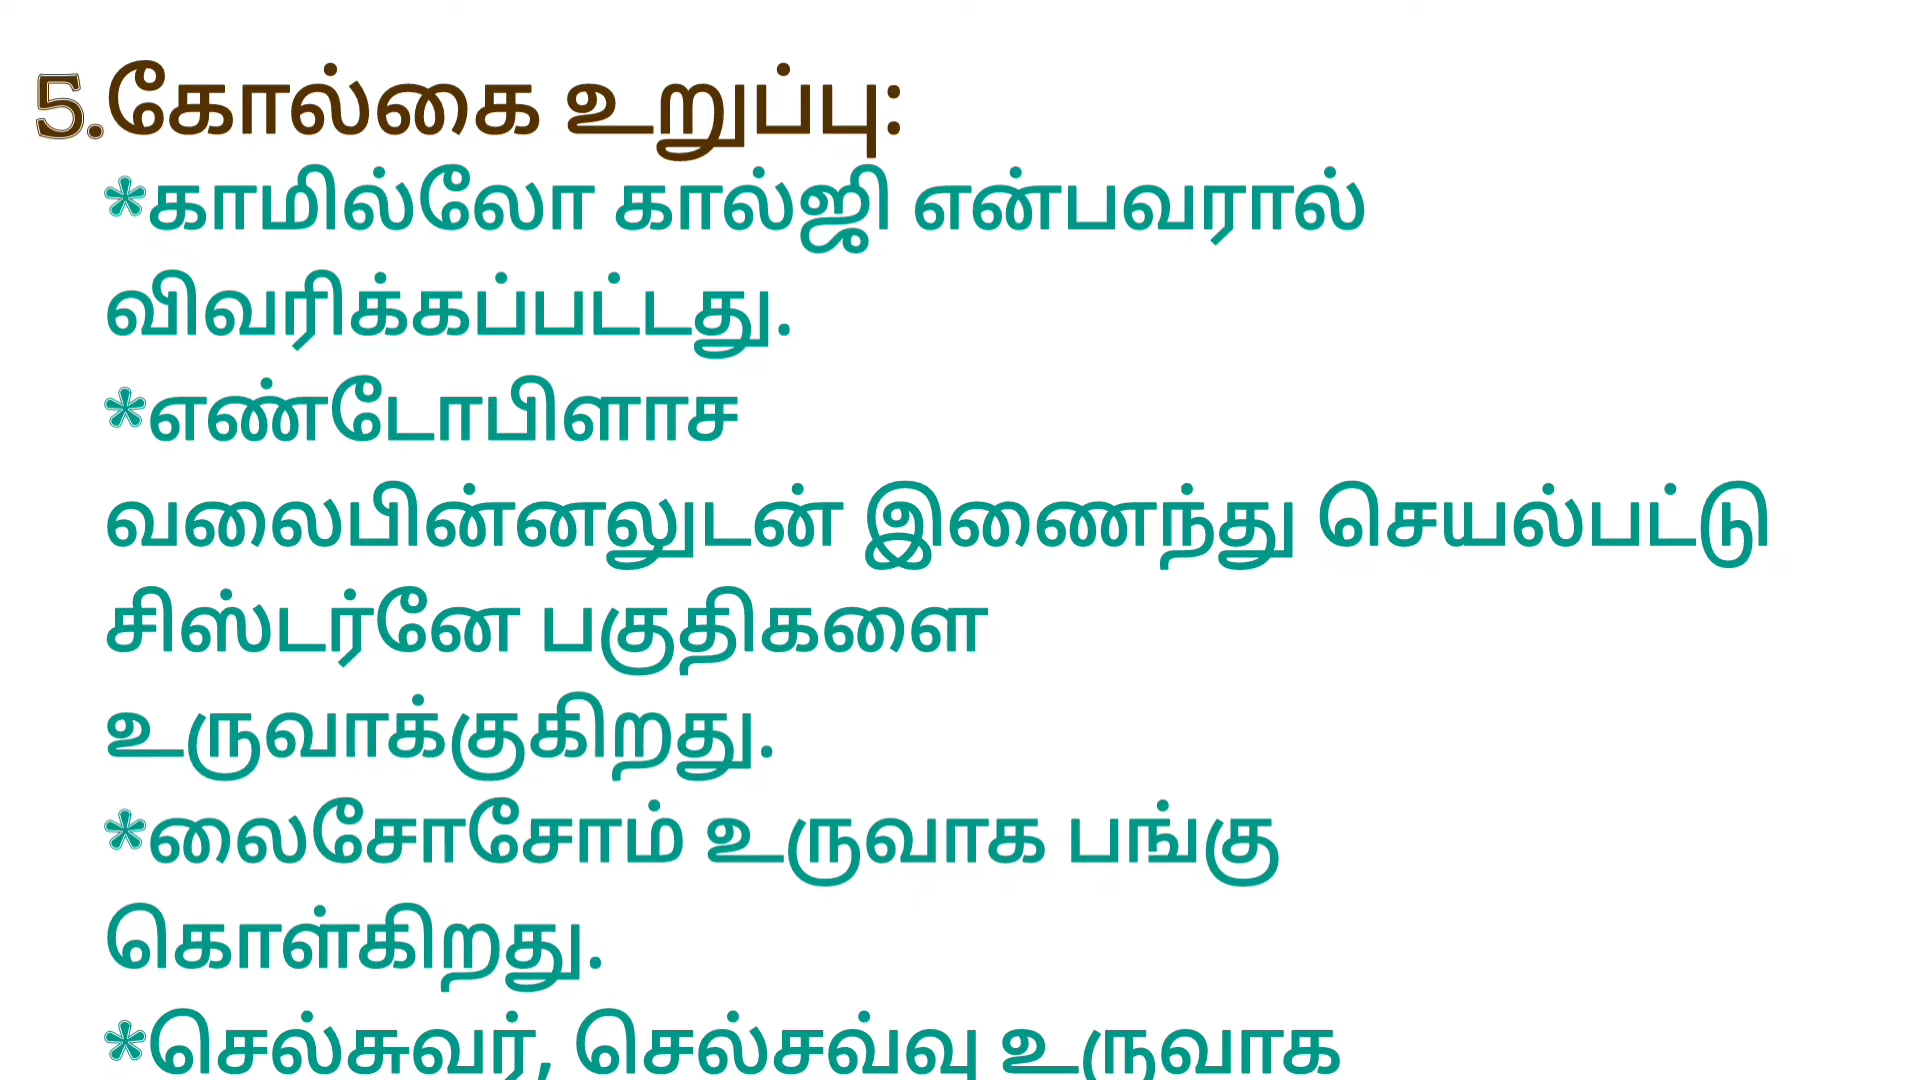 5.கோல்கை உறுப்பு:
*காமில்லோ கால்ஜி என்பவரால்
விவரிக்கப்பட்டது.
*எண்டோபிளாச
வலைபின்னலுடன் இணைந்து செயல்பட்டு
சிஸ்டர்னே பகுதிகளை
உருவாக்குகிறது.
*லைசோசோம் உருவாக பங்கு
கொள்கிறது.
*செல்சுவர், செல்சவ்வு உருவாக